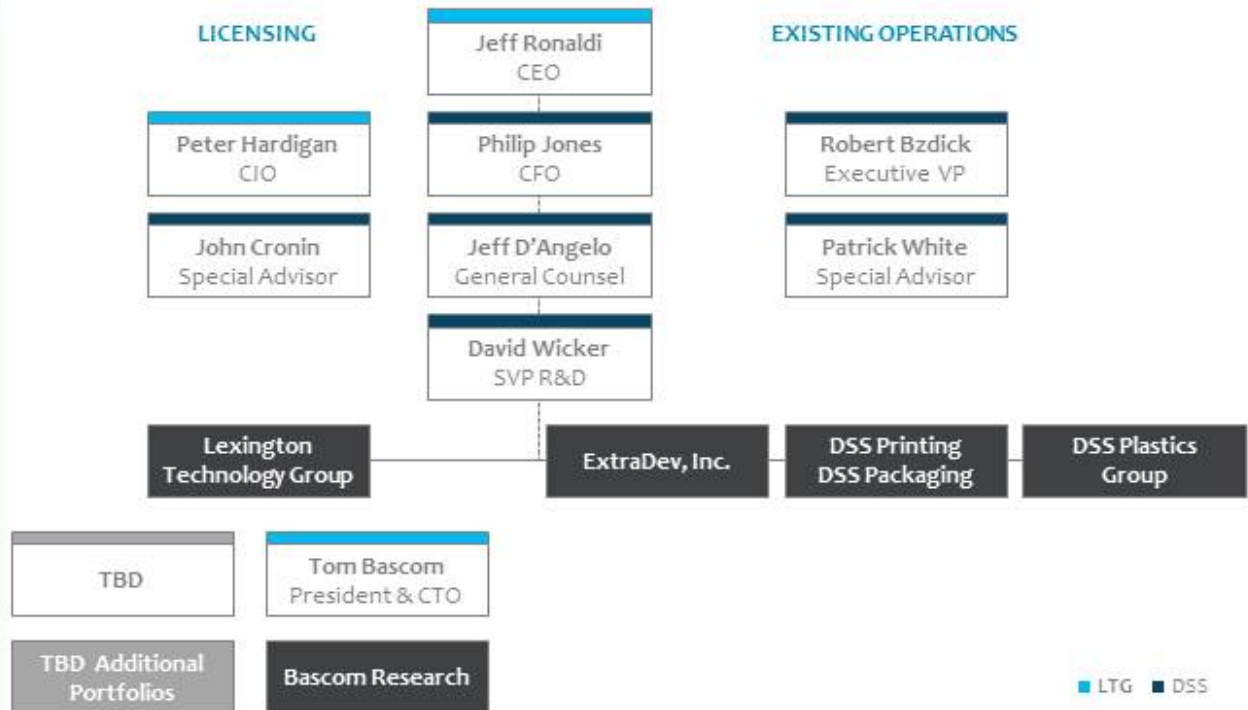 LICENSING
EXISTING OPERATIONS
Jeff Ronaldi
CEO
Peter Hardigan
CIO
Philip Jones
CFO
Robert Bzdick
Executive VP
John Cronin
Special Advisor
Jeff D'Angelo
General Counsel
Patrick White
Special Advisor
David Wicker
SVP R&D
Lexington
Technology Group
ExtraDev, Inc.
DSS Printing
DSS Packaging
DSS Plastics
Group
TBD
Tom Bascom
President & CTO
TBD Additional
Portfolios
Bascom Research
LTG
DSS